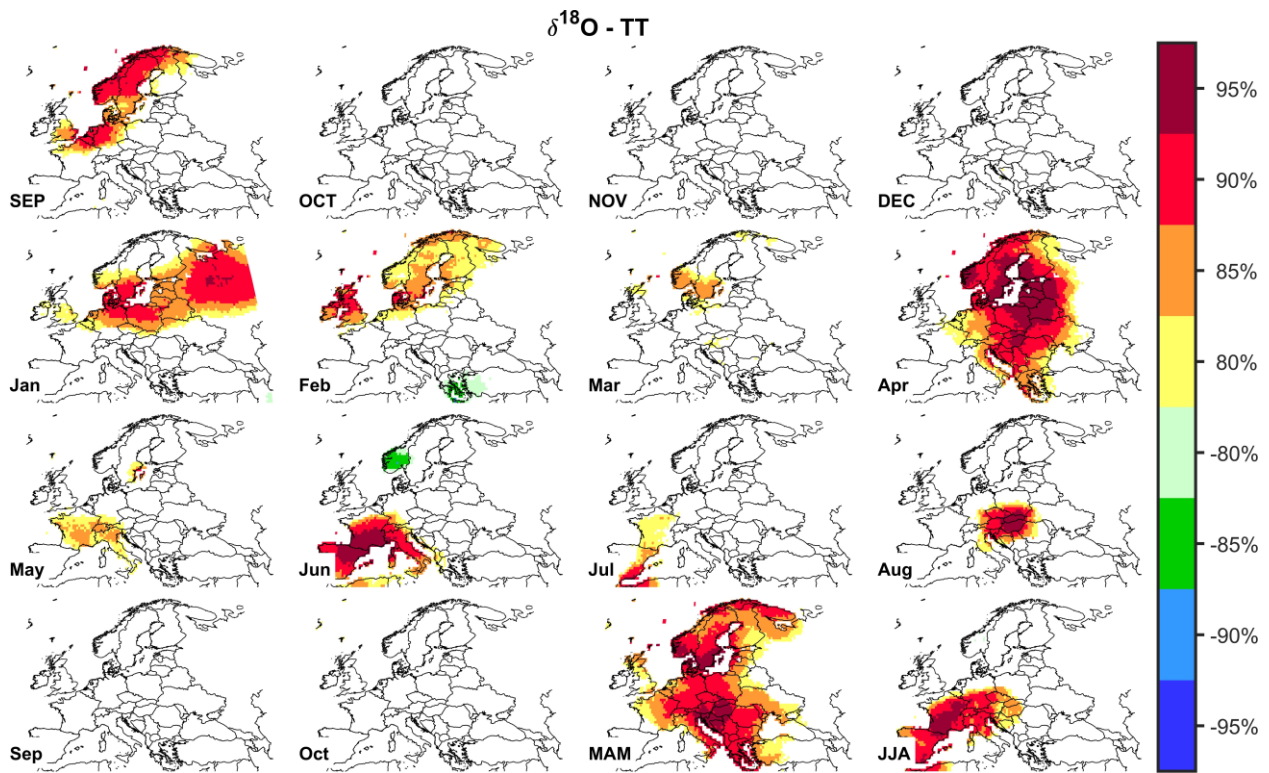 δ¹⁸O - TT
SEP
OCT
NOV
DEC
Jan
Feb
Mar
Apr
May
Jun
Jul
Aug
Sep
Oct
MAM
JJA
95%
90%
85%
80%
-80%
-85%
-90%
-95%